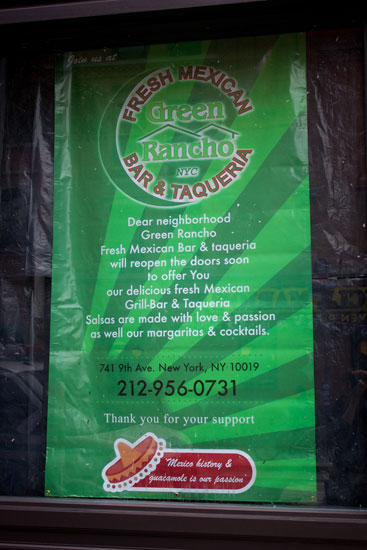 Join us at
FRESH MEXICAN
Green
Rancho
NYC
BAR & TAQUERIA
Dear neighborhood
Green Rancho
Fresh Mexican Bar & taqueria
will reopen the doors soon
to offer You
our delicious fresh Mexican
Grill-Bar & Taqueria
Salsas are made with love & passion
as well our margaritas & cocktails.
741 9th Ave. New York, NY 10019
212-956-0731
Thank you for your support
Mexico history &
guacamole is our passion